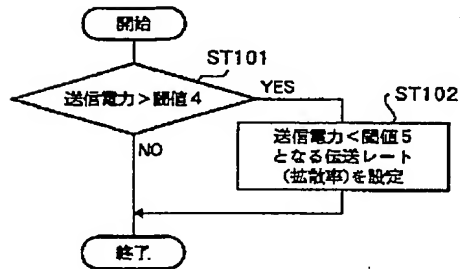 開始
ST101
送信電力>閾値4
YES
ST102
送信電力<閾値5
となる伝送レート
(拡散率)を設定
NO
終了